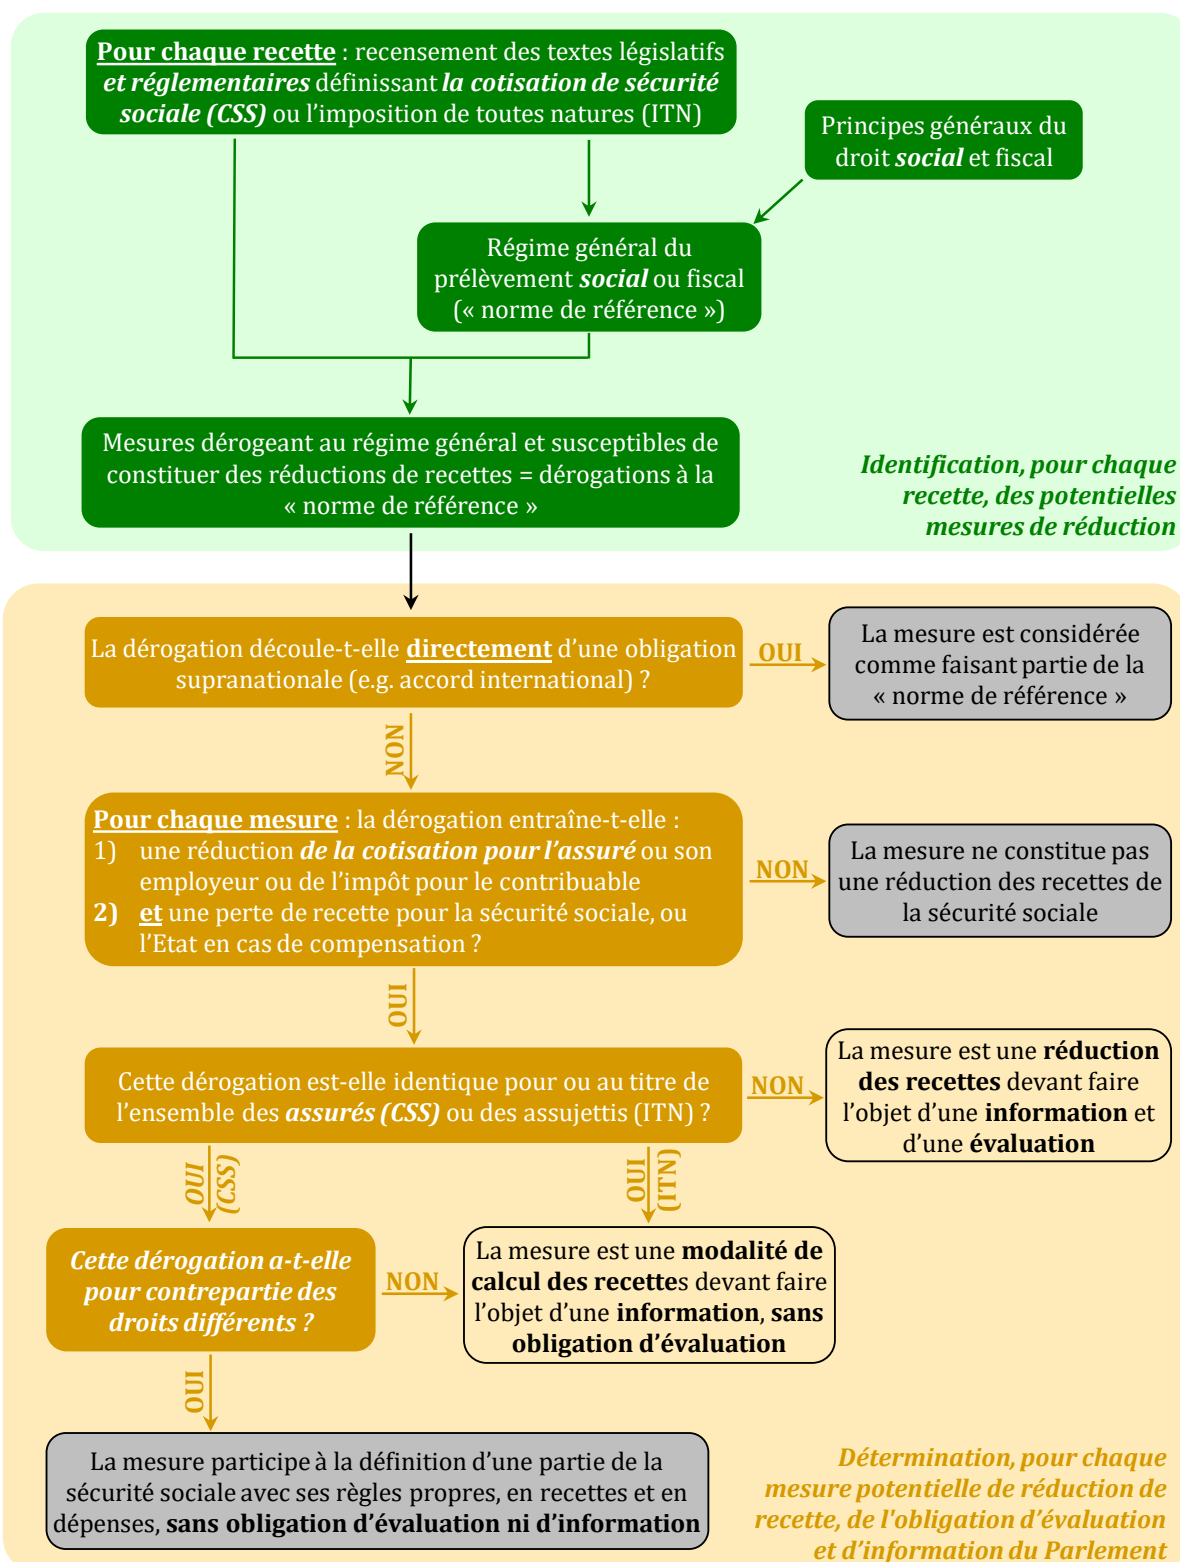 Pour chaque recette : recensement des textes législatifs
et réglementaires définissant la cotisation de sécurité
sociale (CSS) ou l’imposition de toutes natures (ITN)
Principes généraux du
droit social et fiscal
Régime général du
prélèvement social ou fiscal
(« norme de référence »)
Mesures dérogeant au régime général et susceptibles de
constituer des réductions de recettes = dérogations à la
« norme de référence »
Identification, pour chaque
recette, des potentielles
mesures de réduction
La dérogation découle-t-elle directement d’une obligation
supranationale (e.g. accord international) ?
OUI
La mesure est considérée
comme faisant partie de la
« norme de référence »
NON
Pour chaque mesure : la dérogation entraîne-t-elle :
1) une réduction de la cotisation pour l’assuré ou son
employeur ou de l’impôt pour le contribuable
2) et une perte de recette pour la sécurité sociale, ou
l’Etat en cas de compensation ?
NON
La mesure ne constitue pas
une réduction des recettes de
la sécurité sociale
OUI
Cette dérogation est-elle identique pour ou au titre de
l’ensemble des assurés (CSS) ou des assujettis (ITN) ?
NON
La mesure est une réduction
des recettes devant faire
l’objet d’une information et
d’une évaluation
OUI
(CSS)
OUI
(ITN)
Cette dérogation a-t-elle
pour contrepartie des
droits différents ?
NON
La mesure est une modalité de
calcul des recettes devant faire
l’objet d’une information, sans
obligation d’évaluation
OUI
La mesure participe à la définition d’une partie de la
sécurité sociale avec ses règles propres, en recettes et en
dépenses, sans obligation d’évaluation ni d’information
Détermination, pour chaque
mesure potentielle de réduction de
recette, de l'obligation d’évaluation
et d’information du Parlement